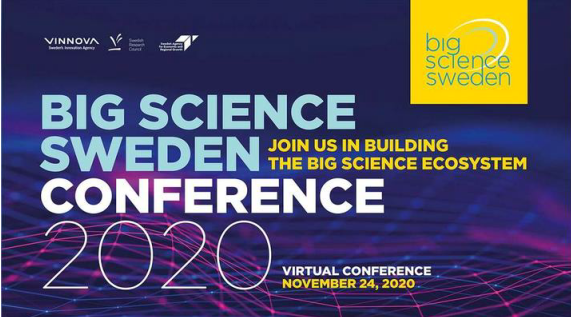 VINNOVA
Sweden's Innovation Agency
Swedish
Research
Council
Swedish Agency
for Economic and
Regional Growth
big
science
sweden
BIG SCIENCE
SWEDEN
JOIN US IN BUILDING
THE BIG SCIENCE ECOSYSTEM
CONFERENCE
2020
VIRTUAL CONFERENCE
NOVEMBER 24, 2020